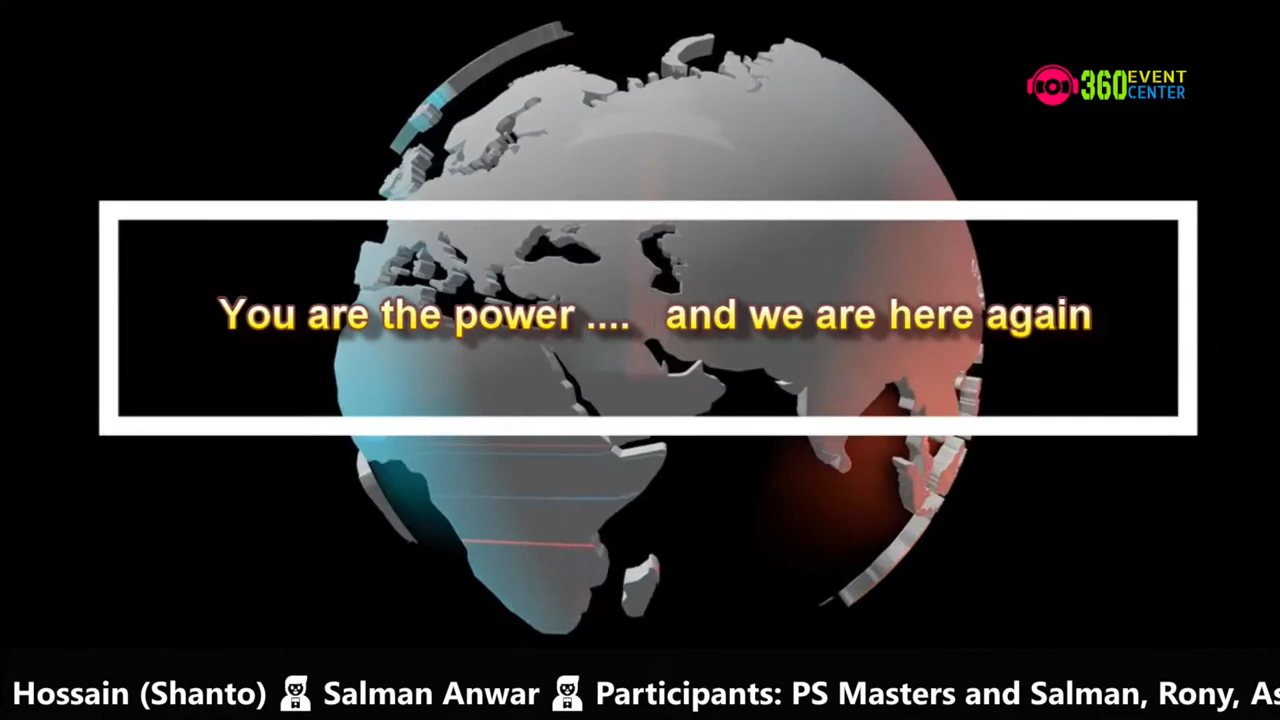 360 EVENT
CENTER
You are the power .... and we are here again
Hossain (Shanto) Salman Anwar Participants: PS Masters and Salman, Rony, As